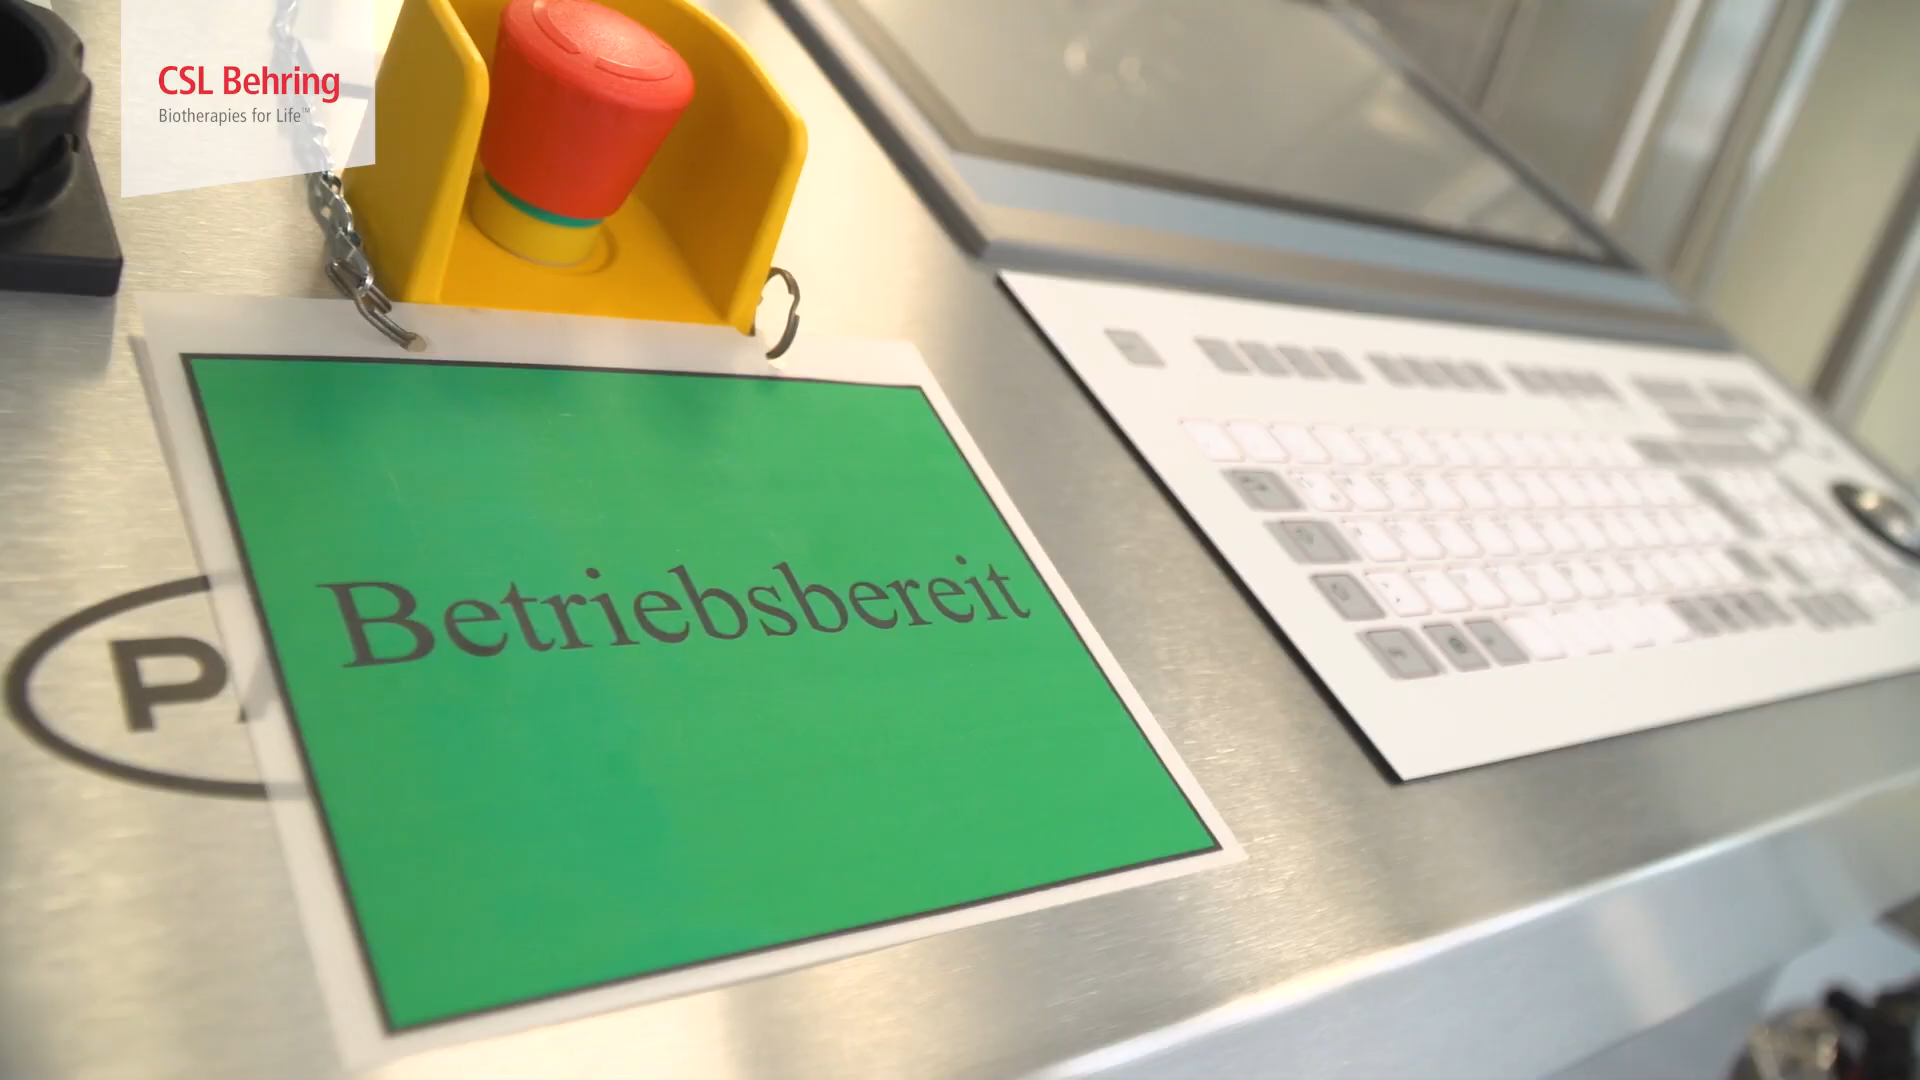 CSL Behring
Biotherapies for Life™
Betriebsbereit
P